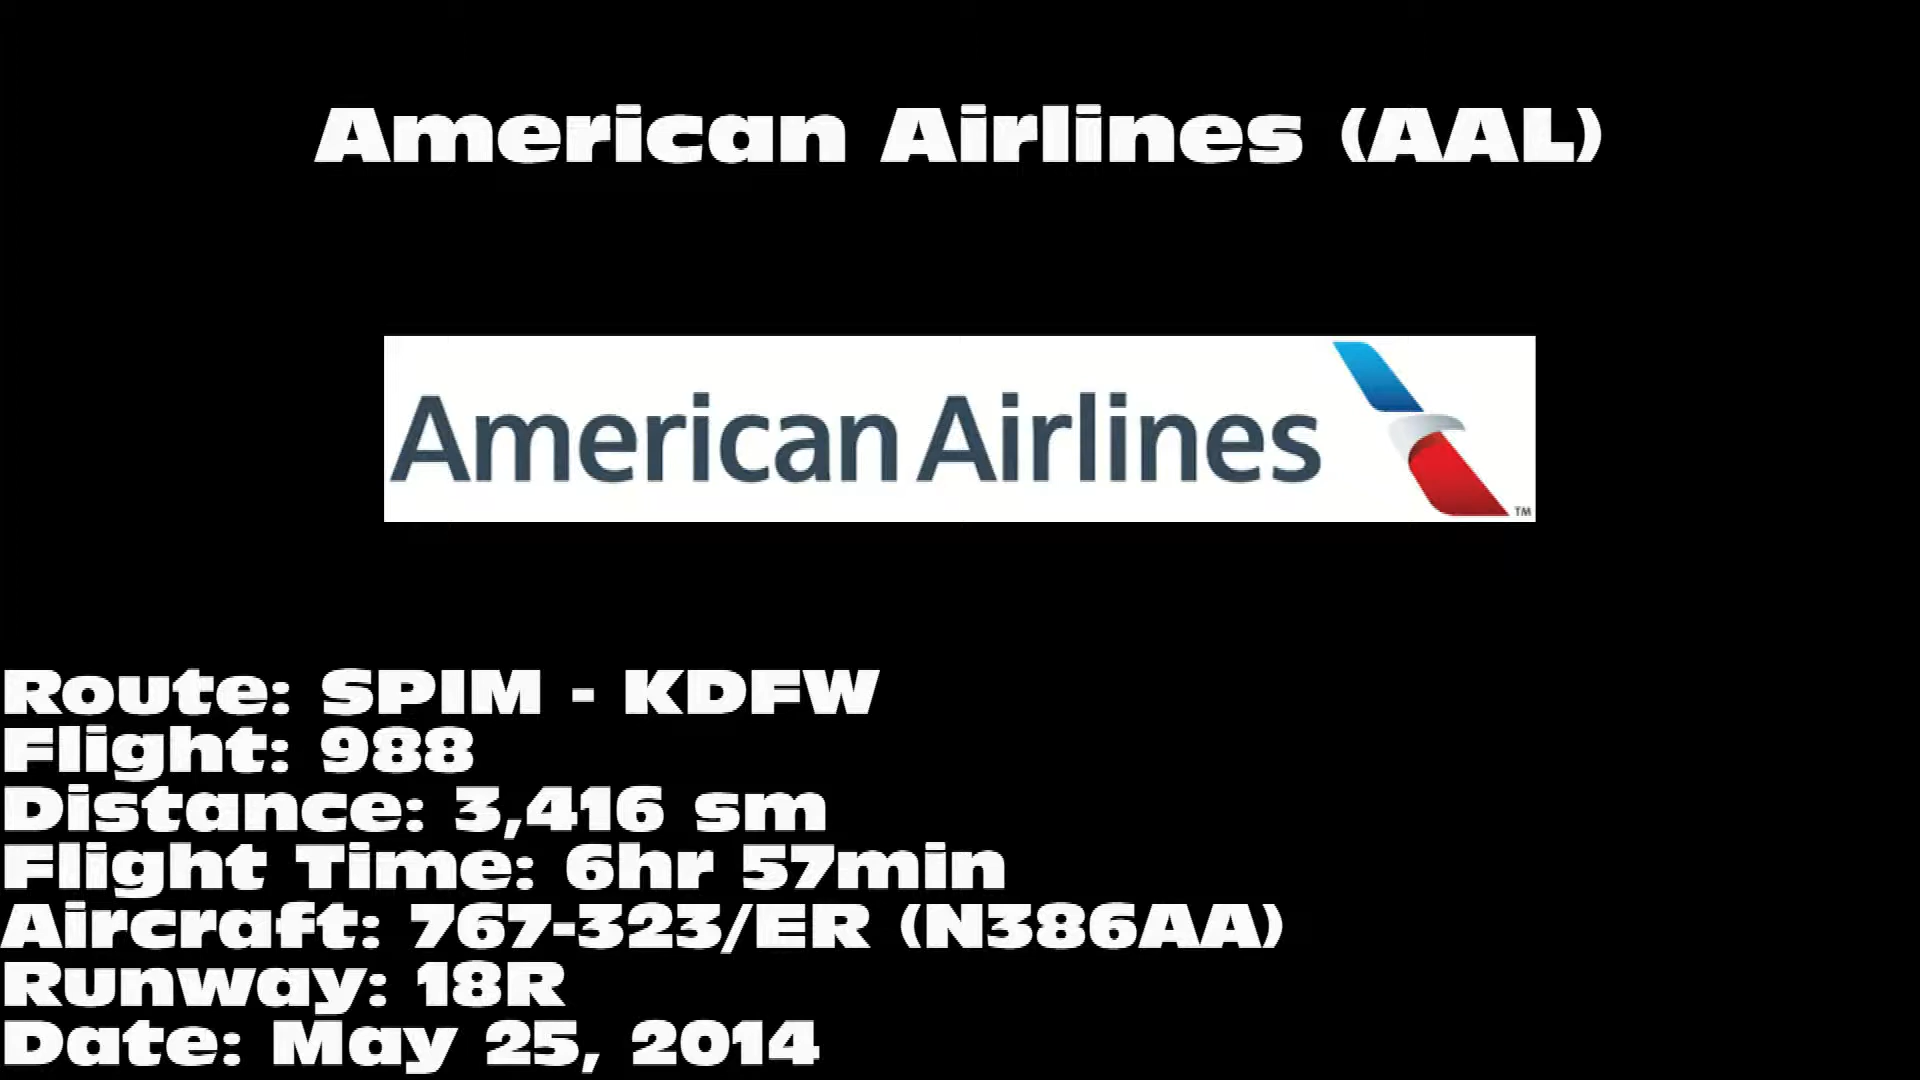 American Airlines (AAL)
American Airlines
TM
Route: SPIM - KDFW
Flight: 988
Distance: 3,416 sm
Flight Time: 6hr 57min
Aircraft: 767-323/ER (N386AA)
Runway: 18R
Date: May 25, 2014